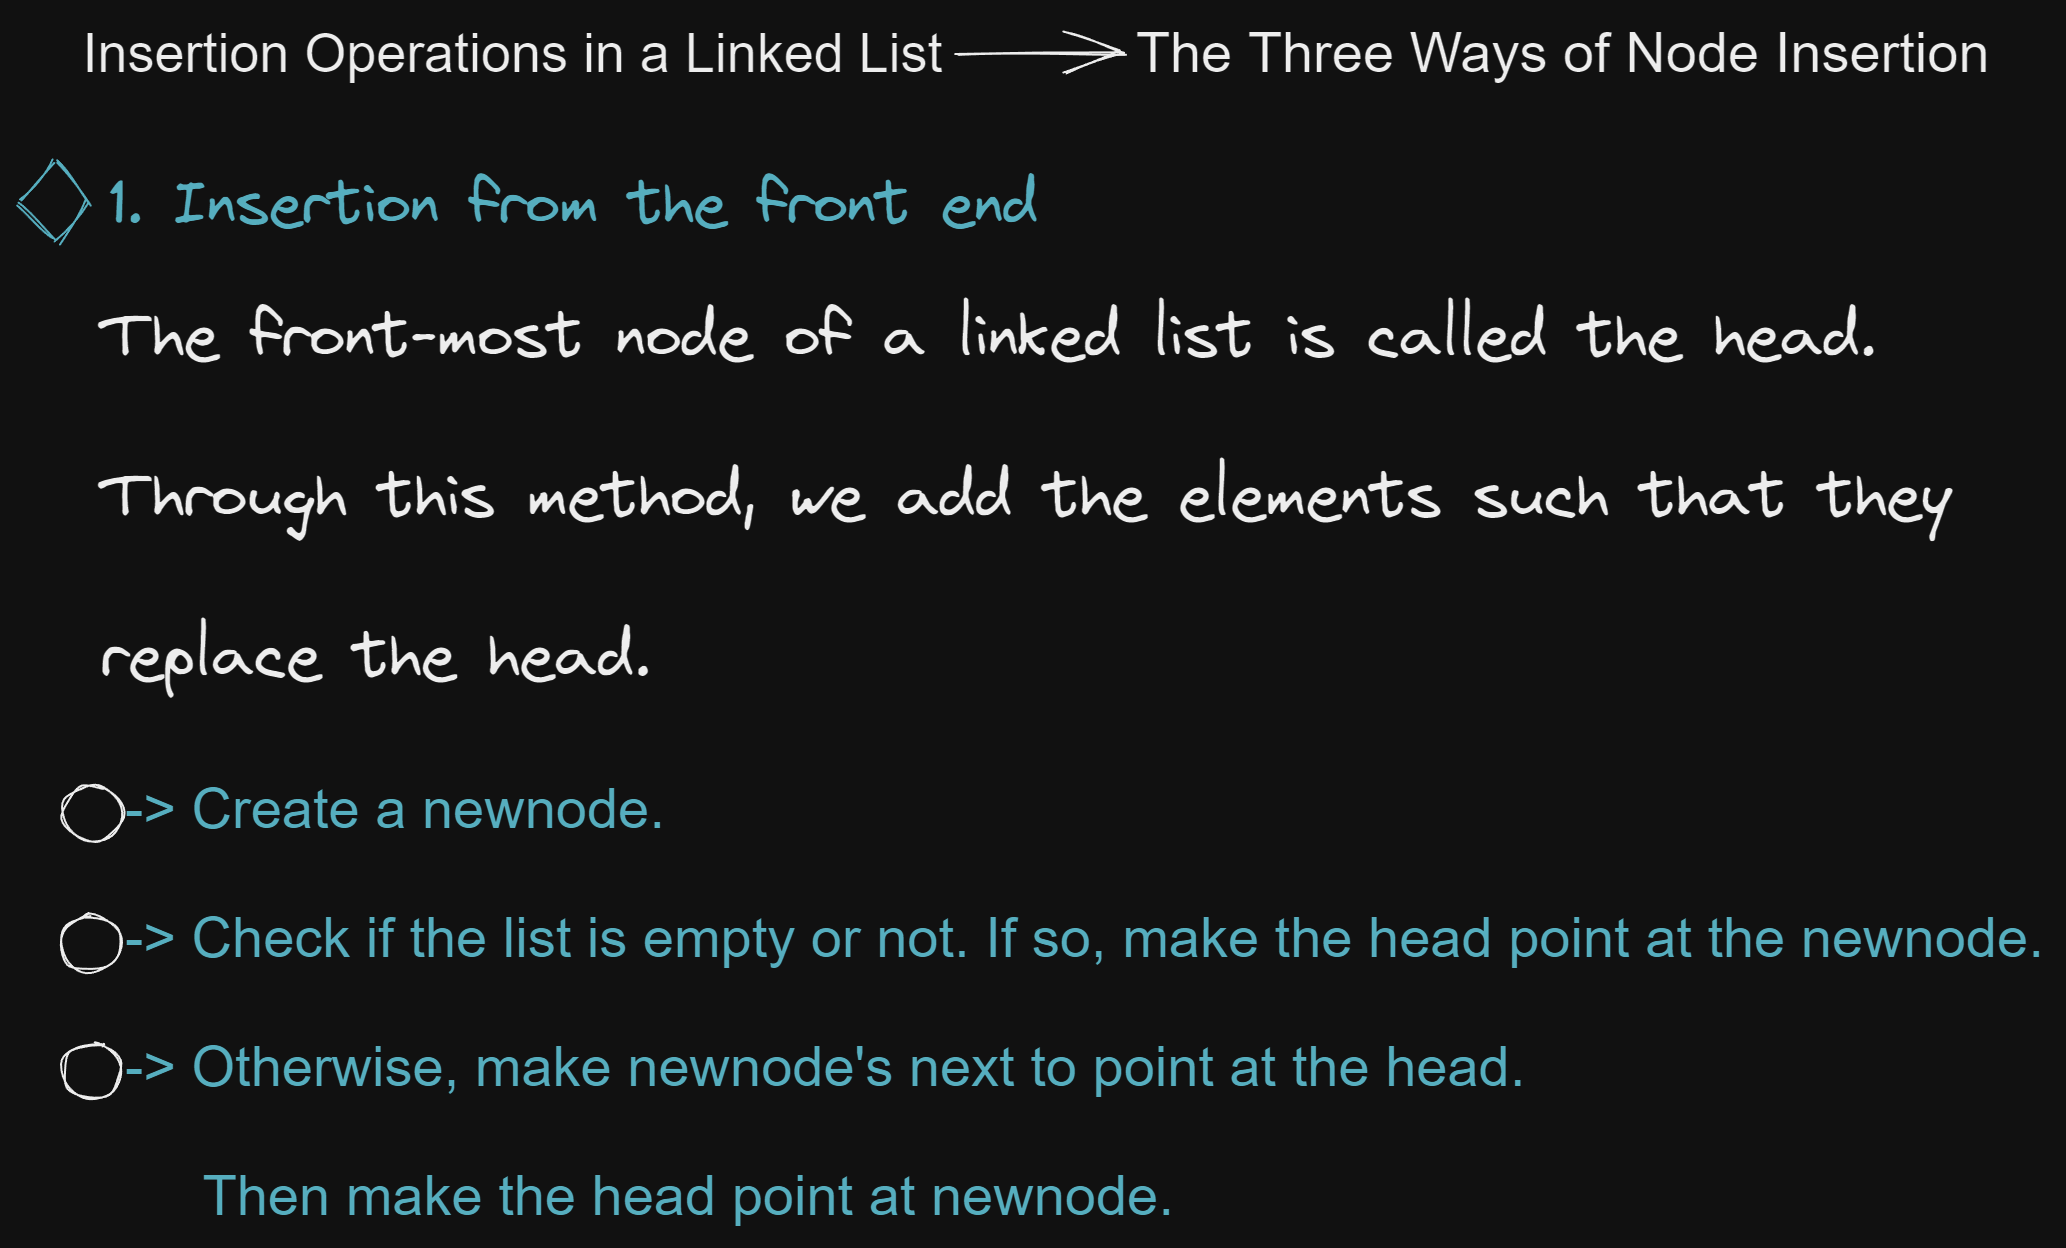 Insertion Operations in a Linked List The Three Ways of Node Insertion
1. Insertion from the front end
The front-most node of a linked list is called the head.
Through this method, we add the elements such that they
replace the head.
-> Create a newnode.
-> Check if the list is empty or not. If so, make the head point at the newnode.
-> Otherwise, make newnode's next to point at the head.
Then make the head point at newnode.